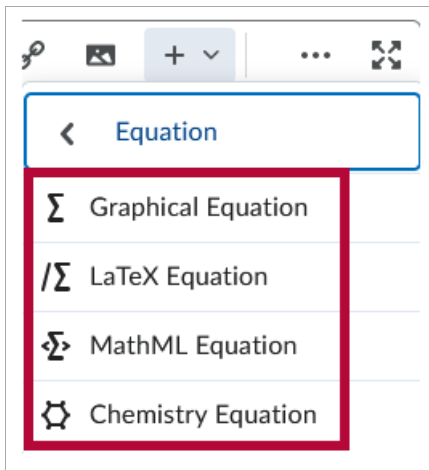 Equation
Graphical Equation
LaTeX Equation
MathML Equation
Chemistry Equation